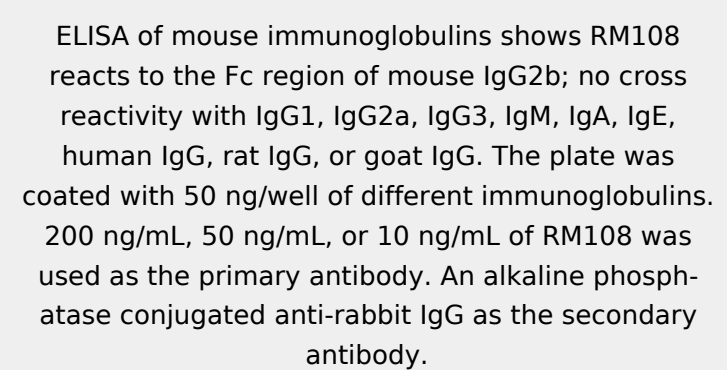 ELISA of mouse immunoglobulins shows RM108
reacts to the Fc region of mouse IgG2b; no cross
reactivity with IgG1, IgG2a, IgG3, IgM, IgA, IgE,
human IgG, rat IgG, or goat IgG. The plate was
coated with 50 ng/well of different immunoglobulins.
200 ng/mL, 50 ng/mL, or 10 ng/mL of RM108 was
used as the primary antibody. An alkaline phosph-
atase conjugated anti-rabbit IgG as the secondary
antibody.